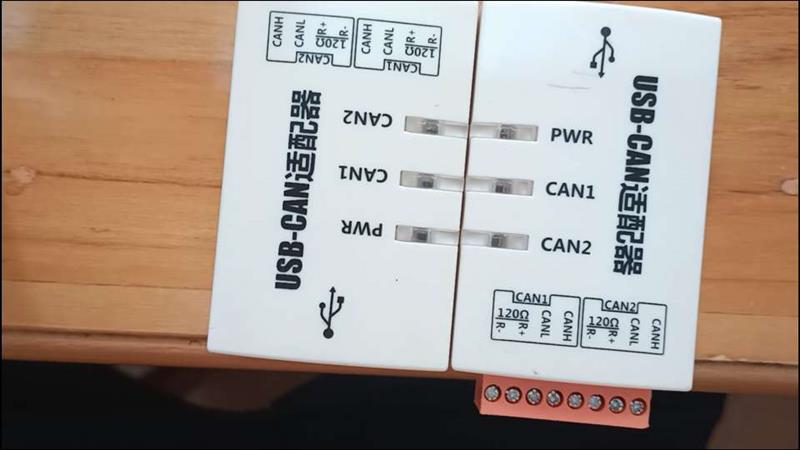 CANH
CANL
R+
R-
120Ω
CAN2
CANH
CANL
R+
R-
120Ω
CAN1
USB-CAN适配器
CAN2
CAN1
PWR
PWR
CAN1
CAN2
USB-CAN适配器
CAN1
120Ω
R-
R+
CANL
CANH
CAN2
120Ω
R-
R+
CANL
CANH